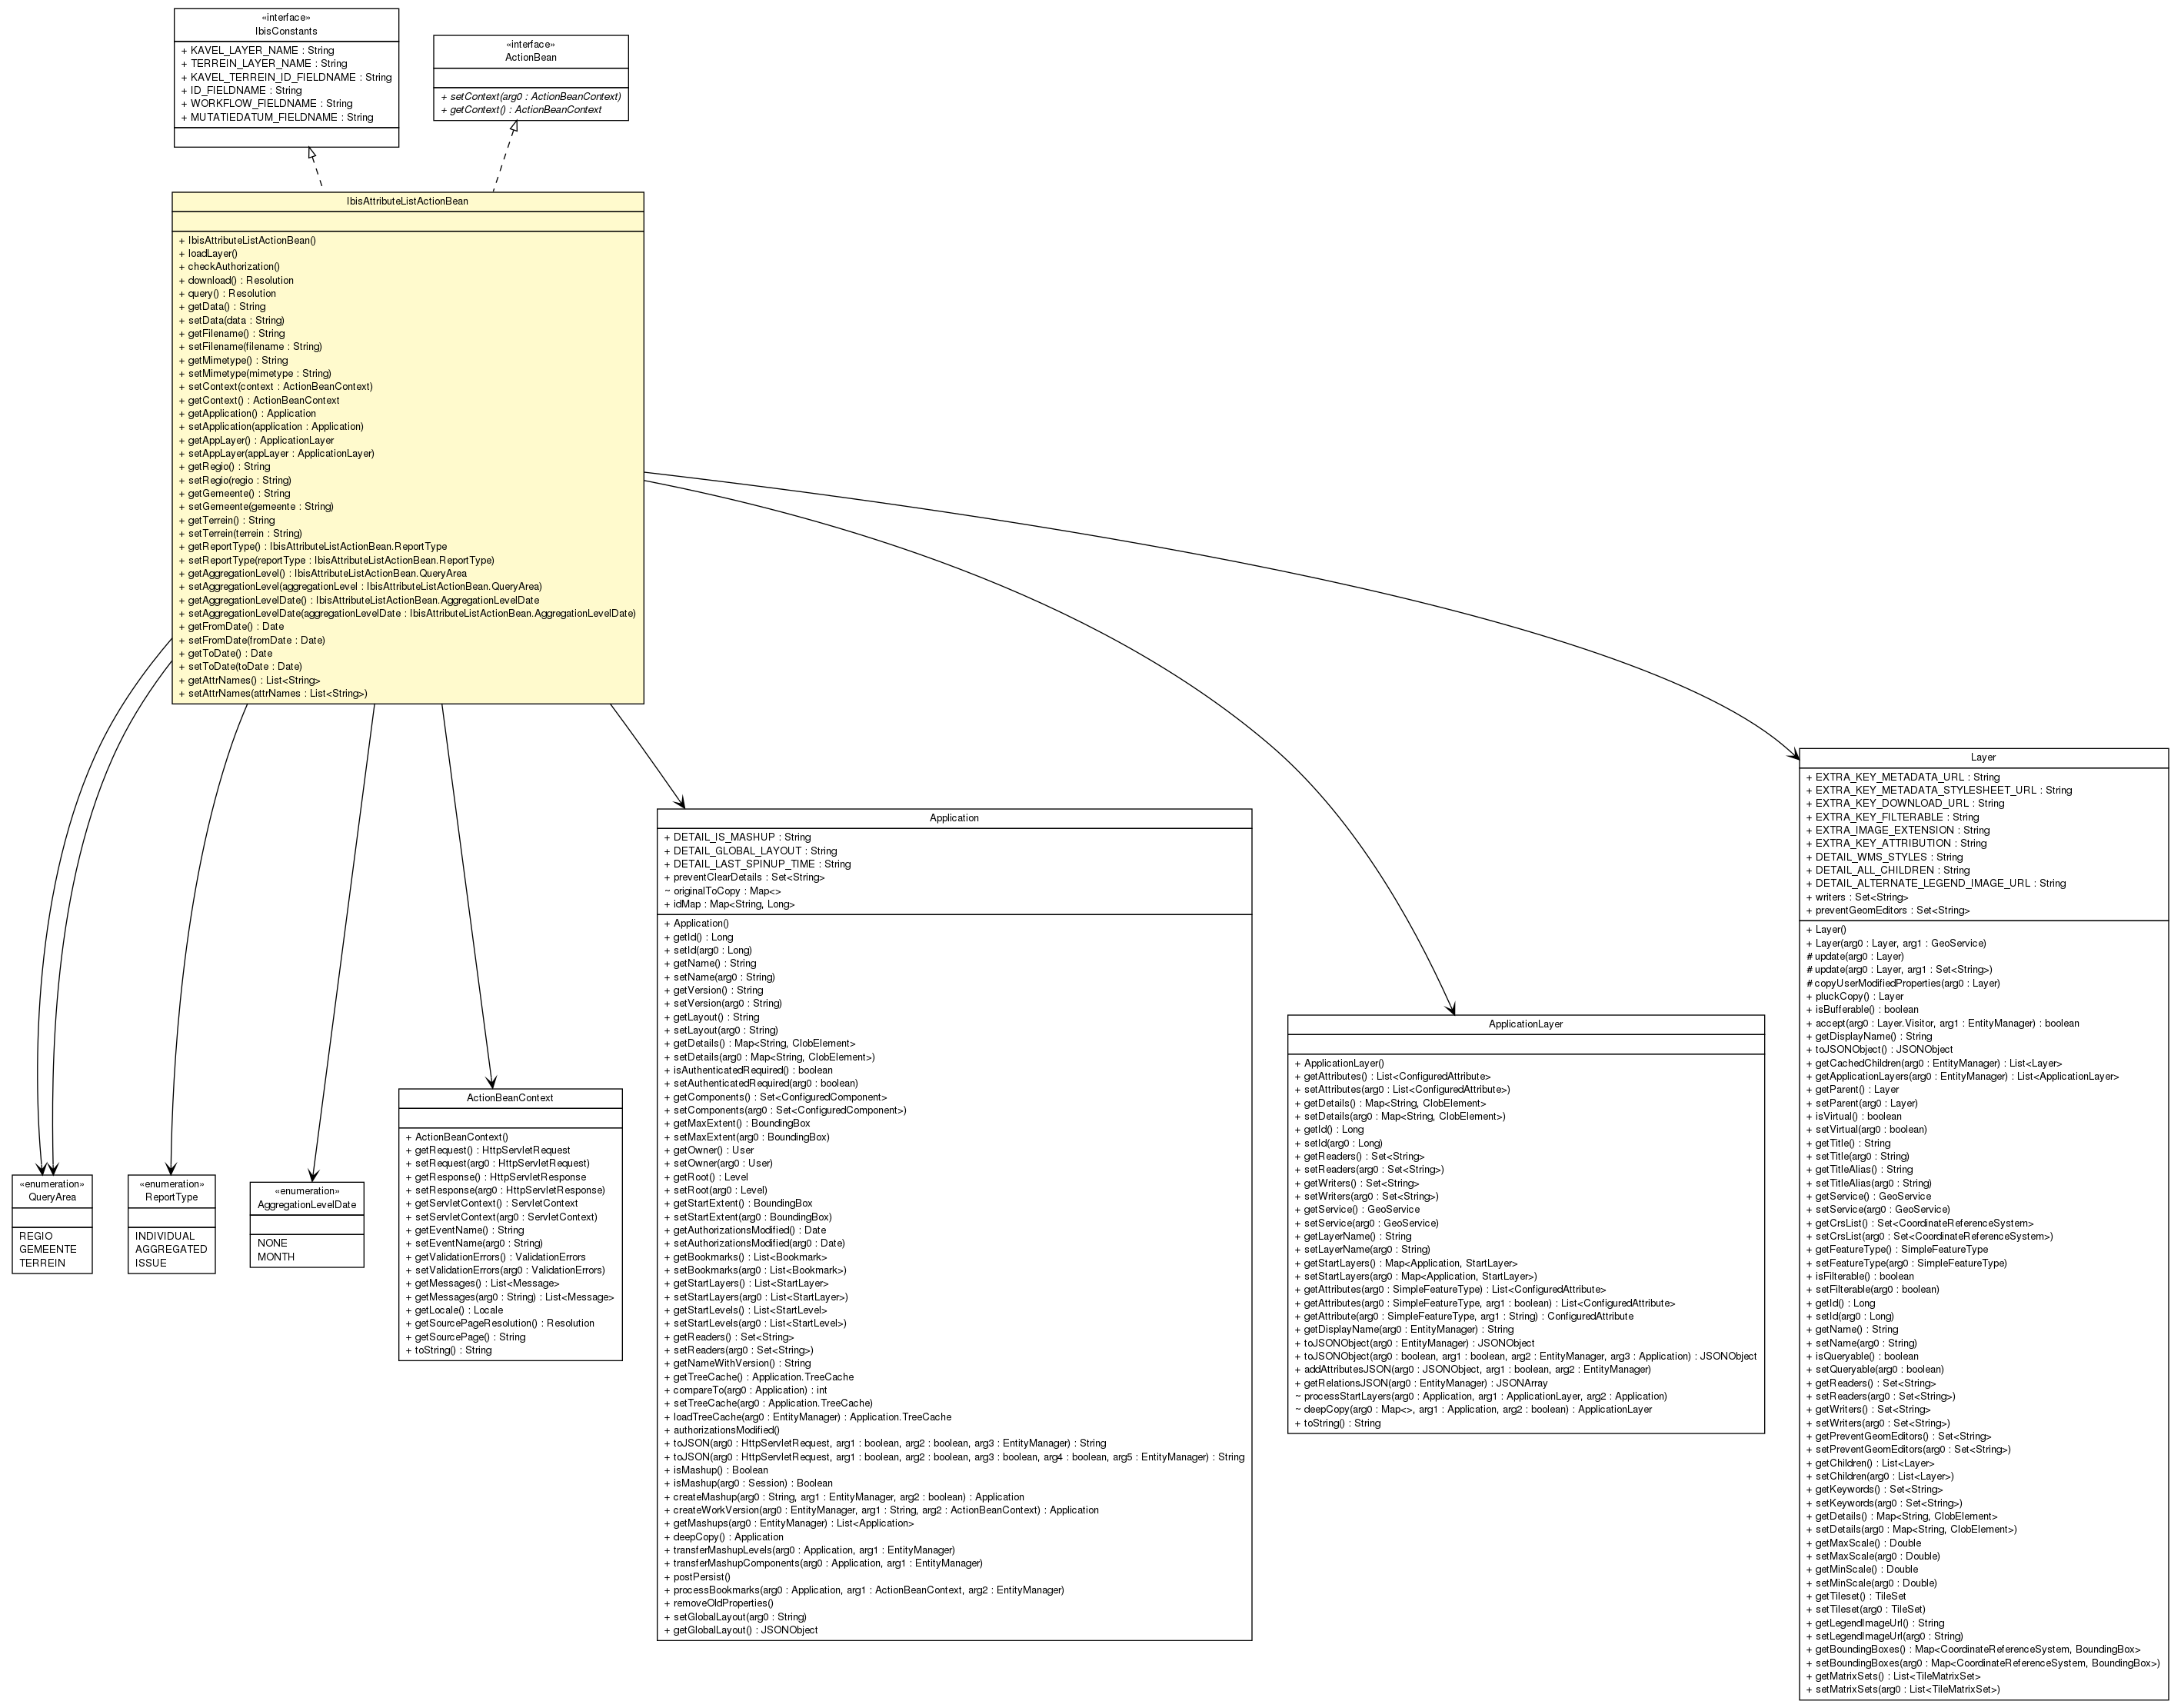 «interface»
IbisConstants
+ KAVEL_LAYER_NAME : String
+ TERREIN_LAYER_NAME : String
+ KAVEL_TERREIN_ID_FIELDNAME : String
+ ID_FIELDNAME : String
+ WORKFLOW_FIELDNAME : String
+ MUTATIEDATUM_FIELDNAME : String
«interface»
ActionBean
+ setContext(arg0 : ActionBeanContext)
+ getContext() : ActionBeanContext
IbisAttributeListActionBean
+ IbisAttributeListActionBean()
+ loadLayer()
+ checkAuthorization()
+ download() : Resolution
+ query() : Resolution
+ getData() : String
+ setData(data : String)
+ getFilename() : String
+ setFilename(filename : String)
+ getMimetype() : String
+ setMimetype(mimetype : String)
+ setContext(context : ActionBeanContext)
+ getContext() : ActionBeanContext
+ getApplication() : Application
+ setApplication(application : Application)
+ getAppLayer() : ApplicationLayer
+ setAppLayer(appLayer : ApplicationLayer)
+ getRegio() : String
+ setRegio(regio : String)
+ getGemeente() : String
+ setGemeente(gemeente : String)
+ getTerrein() : String
+ setTerrein(terrein : String)
+ getReportType() : IbisAttributeListActionBean.ReportType
+ setReportType(reportType : IbisAttributeListActionBean.ReportType)
+ getAggregationLevel() : IbisAttributeListActionBean.QueryArea
+ setAggregationLevel(aggregationLevel : IbisAttributeListActionBean.QueryArea)
+ getAggregationLevelDate() : IbisAttributeListActionBean.AggregationLevelDate
+ setAggregationLevelDate(aggregationLevelDate : IbisAttributeListActionBean.AggregationLevelDate)
+ getFromDate() : Date
+ setFromDate(fromDate : Date)
+ getToDate() : Date
+ setToDate(toDate : Date)
+ getAttrNames() : List<String>
+ setAttrNames(attrNames : List<String>)
«enumeration»
QueryArea
REGIO
GEMEENTE
TERREIN
«enumeration»
ReportType
INDIVIDUAL
AGGREGATED
ISSUE
«enumeration»
AggregationLevelDate
NONE
MONTH
ActionBeanContext
+ ActionBeanContext()
+ getRequest() : HttpServletRequest
+ setRequest(arg0 : HttpServletRequest)
+ getResponse() : HttpServletResponse
+ setResponse(arg0 : HttpServletResponse)
+ getServletContext() : ServletContext
+ setServletContext(arg0 : ServletContext)
+ getEventName() : String
+ setEventName(arg0 : String)
+ getValidationErrors() : ValidationErrors
+ setValidationErrors(arg0 : ValidationErrors)
+ getMessages() : List<Message>
+ getMessages(arg0 : String) : List<Message>
+ getLocale() : Locale
+ getSourcePageResolution() : Resolution
+ getSourcePage() : String
+ toString() : String
Application
+ DETAIL_IS_MASHUP : String
+ DETAIL_GLOBAL_LAYOUT : String
+ DETAIL_LAST_SPINUP_TIME : String
+ preventClearDetails : Set<String>
~ originalToCopy : Map<>
+ idMap : Map<String, Long>
+ Application()
+ getId() : Long
+ setId(arg0 : Long)
+ getName() : String
+ setName(arg0 : String)
+ getVersion() : String
+ setVersion(arg0 : String)
+ getLayout() : String
+ setLayout(arg0 : String)
+ getDetails() : Map<String, ClobElement>
+ setDetails(arg0 : Map<String, ClobElement>)
+ isAuthenticatedRequired() : boolean
+ setAuthenticatedRequired(arg0 : boolean)
+ getComponents() : Set<ConfiguredComponent>
+ setComponents(arg0 : Set<ConfiguredComponent>)
+ getMaxExtent() : BoundingBox
+ setMaxExtent(arg0 : BoundingBox)
+ getOwner() : User
+ setOwner(arg0 : User)
+ getRoot() : Level
+ setRoot(arg0 : Level)
+ getStartExtent() : BoundingBox
+ setStartExtent(arg0 : BoundingBox)
+ getAuthorizationsModified() : Date
+ setAuthorizationsModified(arg0 : Date)
+ getBookmarks() : List<Bookmark>
+ setBookmarks(arg0 : List<Bookmark>)
+ getStartLayers() : List<StartLayer>
+ setStartLayers(arg0 : List<StartLayer>)
+ getStartLevels() : List<StartLevel>
+ setStartLevels(arg0 : List<StartLevel>)
+ getReaders() : Set<String>
+ setReaders(arg0 : Set<String>)
+ getNameWithVersion() : String
+ getTreeCache() : Application.TreeCache
+ compareTo(arg0 : Application) : int
+ setTreeCache(arg0 : Application.TreeCache)
+ loadTreeCache(arg0 : EntityManager) : Application.TreeCache
+ authorizationsModified()
+ toJSON(arg0 : HttpServletRequest, arg1 : boolean, arg2 : boolean, arg3 : EntityManager) : String
+ toJSON(arg0 : HttpServletRequest, arg1 : boolean, arg2 : boolean, arg3 : boolean, arg4 : boolean, arg5 : EntityManager) : String
+ isMashup() : Boolean
+ isMashup(arg0 : Session) : Boolean
+ createMashup(arg0 : String, arg1 : EntityManager, arg2 : boolean) : Application
+ createWorkVersion(arg0 : EntityManager, arg1 : String, arg2 : ActionBeanContext) : Application
+ getMashups(arg0 : EntityManager) : List<Application>
+ deepCopy() : Application
+ transferMashupLevels(arg0 : Application, arg1 : EntityManager)
+ transferMashupComponents(arg0 : Application, arg1 : EntityManager)
+ postPersist()
+ processBookmarks(arg0 : Application, arg1 : ActionBeanContext, arg2 : EntityManager)
+ removeOldProperties()
+ setGlobalLayout(arg0 : String)
+ getGlobalLayout() : JSONObject
ApplicationLayer
+ ApplicationLayer()
+ getAttributes() : List<ConfiguredAttribute>
+ setAttributes(arg0 : List<ConfiguredAttribute>)
+ getDetails() : Map<String, ClobElement>
+ setDetails(arg0 : Map<String, ClobElement>)
+ getId() : Long
+ setId(arg0 : Long)
+ getReaders() : Set<String>
+ setReaders(arg0 : Set<String>)
+ getWriters() : Set<String>
+ setWriters(arg0 : Set<String>)
+ getService() : GeoService
+ setService(arg0 : GeoService)
+ getLayerName() : String
+ setLayerName(arg0 : String)
+ getStartLayers() : Map<Application, StartLayer>
+ setStartLayers(arg0 : Map<Application, StartLayer>)
+ getAttributes(arg0 : SimpleFeatureType) : List<ConfiguredAttribute>
+ getAttributes(arg0 : SimpleFeatureType, arg1 : boolean) : List<ConfiguredAttribute>
+ getAttribute(arg0 : SimpleFeatureType, arg1 : String) : ConfiguredAttribute
+ getDisplayName(arg0 : EntityManager) : String
+ toJSONObject(arg0 : EntityManager) : JSONObject
+ toJSONObject(arg0 : boolean, arg1 : boolean, arg2 : EntityManager, arg3 : Application) : JSONObject
+ addAttributesJSON(arg0 : JSONObject, arg1 : boolean, arg2 : EntityManager)
+ getRelationsJSON(arg0 : EntityManager) : JSONArray
~ processStartLayers(arg0 : Application, arg1 : ApplicationLayer, arg2 : Application)
~ deepCopy(arg0 : Map<>, arg1 : Application, arg2 : boolean) : ApplicationLayer
+ toString() : String
Layer
+ EXTRA_KEY_METADATA_URL : String
+ EXTRA_KEY_METADATA_STYLESHEET_URL : String
+ EXTRA_KEY_DOWNLOAD_URL : String
+ EXTRA_KEY_FILTERABLE : String
+ EXTRA_IMAGE_EXTENSION : String
+ EXTRA_KEY_ATTRIBUTION : String
+ DETAIL_WMS_STYLES : String
+ DETAIL_ALL_CHILDREN : String
+ DETAIL_ALTERNATE_LEGEND_IMAGE_URL : String
+ writers : Set<String>
+ preventGeomEditors : Set<String>
+ Layer()
+ Layer(arg0 : Layer, arg1 : GeoService)
# update(arg0 : Layer)
# update(arg0 : Layer, arg1 : Set<String>)
# copyUserModifiedProperties(arg0 : Layer)
+ pluckCopy() : Layer
+ isBufferable() : boolean
+ accept(arg0 : Layer.Visitor, arg1 : EntityManager) : boolean
+ getDisplayName() : String
+ toJSONObject() : JSONObject
+ getCachedChildren(arg0 : EntityManager) : List<Layer>
+ getApplicationLayers(arg0 : EntityManager) : List<ApplicationLayer>
+ getParent() : Layer
+ setParent(arg0 : Layer)
+ isVirtual() : boolean
+ setVirtual(arg0 : boolean)
+ getTitle() : String
+ setTitle(arg0 : String)
+ getTitleAlias() : String
+ setTitleAlias(arg0 : String)
+ getService() : GeoService
+ setService(arg0 : GeoService)
+ getCrsList() : Set<CoordinateReferenceSystem>
+ setCrsList(arg0 : Set<CoordinateReferenceSystem>)
+ getFeatureType() : SimpleFeatureType
+ setFeatureType(arg0 : SimpleFeatureType)
+ isFilterable() : boolean
+ setFilterable(arg0 : boolean)
+ getId() : Long
+ setId(arg0 : Long)
+ getName() : String
+ setName(arg0 : String)
+ isQueryable() : boolean
+ setQueryable(arg0 : boolean)
+ getReaders() : Set<String>
+ setReaders(arg0 : Set<String>)
+ getWriters() : Set<String>
+ setWriters(arg0 : Set<String>)
+ getPreventGeomEditors() : Set<String>
+ setPreventGeomEditors(arg0 : Set<String>)
+ getChildren() : List<Layer>
+ setChildren(arg0 : List<Layer>)
+ getKeywords() : Set<String>
+ setKeywords(arg0 : Set<String>)
+ getDetails() : Map<String, ClobElement>
+ setDetails(arg0 : Map<String, ClobElement>)
+ getMaxScale() : Double
+ setMaxScale(arg0 : Double)
+ getMinScale() : Double
+ setMinScale(arg0 : Double)
+ getTileset() : TileSet
+ setTileset(arg0 : TileSet)
+ getLegendImageUrl() : String
+ setLegendImageUrl(arg0 : String)
+ getBoundingBoxes() : Map<CoordinateReferenceSystem, BoundingBox>
+ setBoundingBoxes(arg0 : Map<CoordinateReferenceSystem, BoundingBox>)
+ getMatrixSets() : List<TileMatrixSet>
+ setMatrixSets(arg0 : List<TileMatrixSet>)